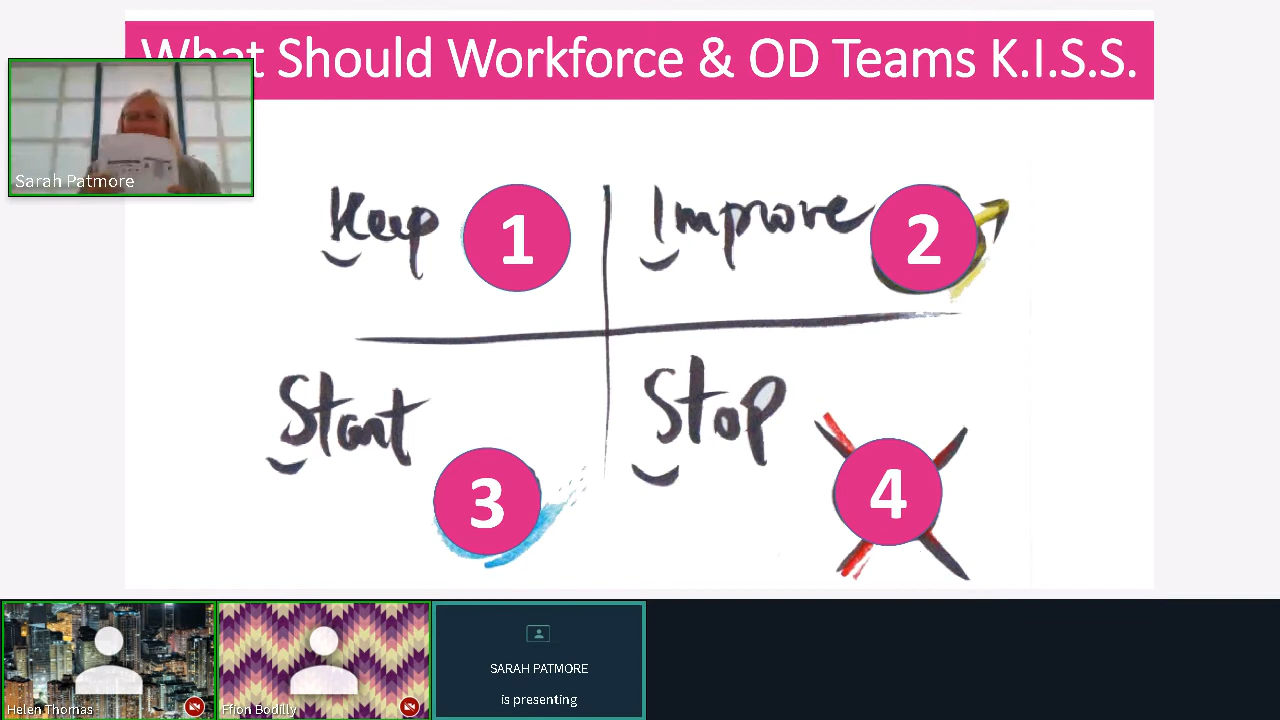 What Should Workforce & OD Teams K.I.S.S.
Sarah Patmore
Keep 1
Improve 2
Start 3
Stop 4
Helen Thomas
Ffion Bodilly
SARAH PATMORE
is presenting